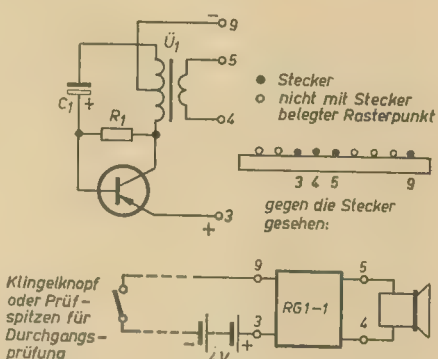 − 9
Ü1
5
C1 +
R1
4
+ 3
Stecker
nicht mit Stecker
belegter Rasterpunkt
3 4 5 9
gegen die Stecker
gesehen:
Klingelknopf
oder Prüf-
spitzen für
Durchgangs-
prüfung
9
RG1-1
5
3
4
− +